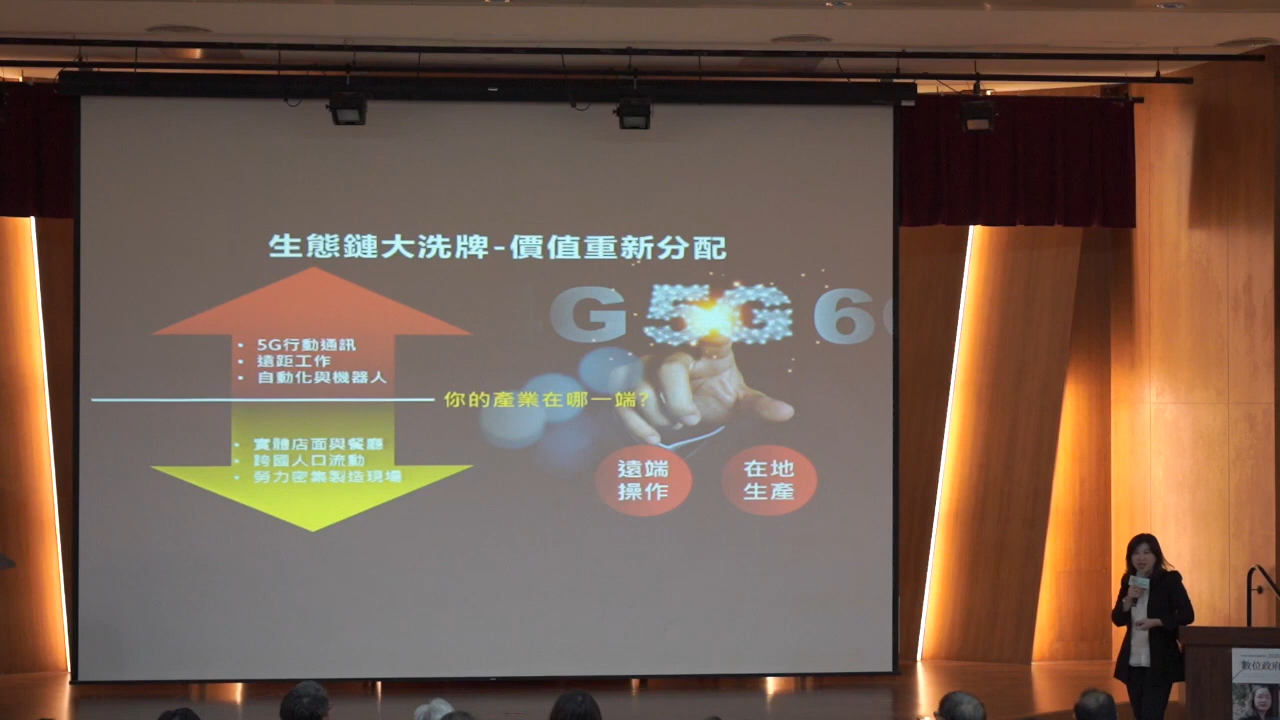 生態鏈大洗牌-價值重新分配
G 5G 6G
• 5G行動通訊
• 遠距工作
• 自動化與機器人
你的產業在哪一端?
• 實體店面與餐廳
• 跨國人口流動
• 勞力密集製造現場
遠端
操作
在地
生產
數位政府